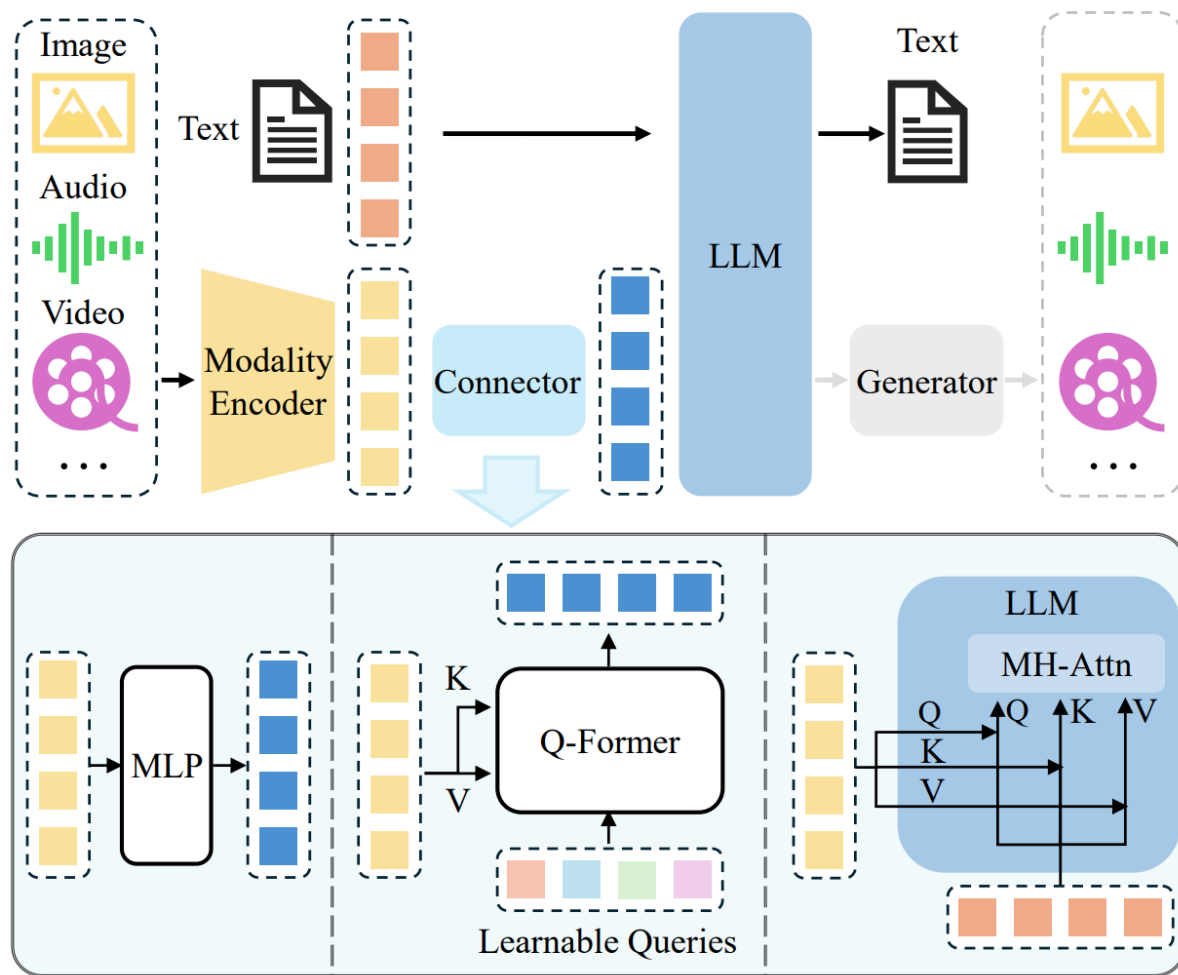 Image
Text
Audio
Video
...
Modality
Encoder
Connector
LLM
Text
Generator
...
MLP
K
V
Q-Former
Learnable Queries
LLM
MH-Attn
Q
K
V
Q
K
V